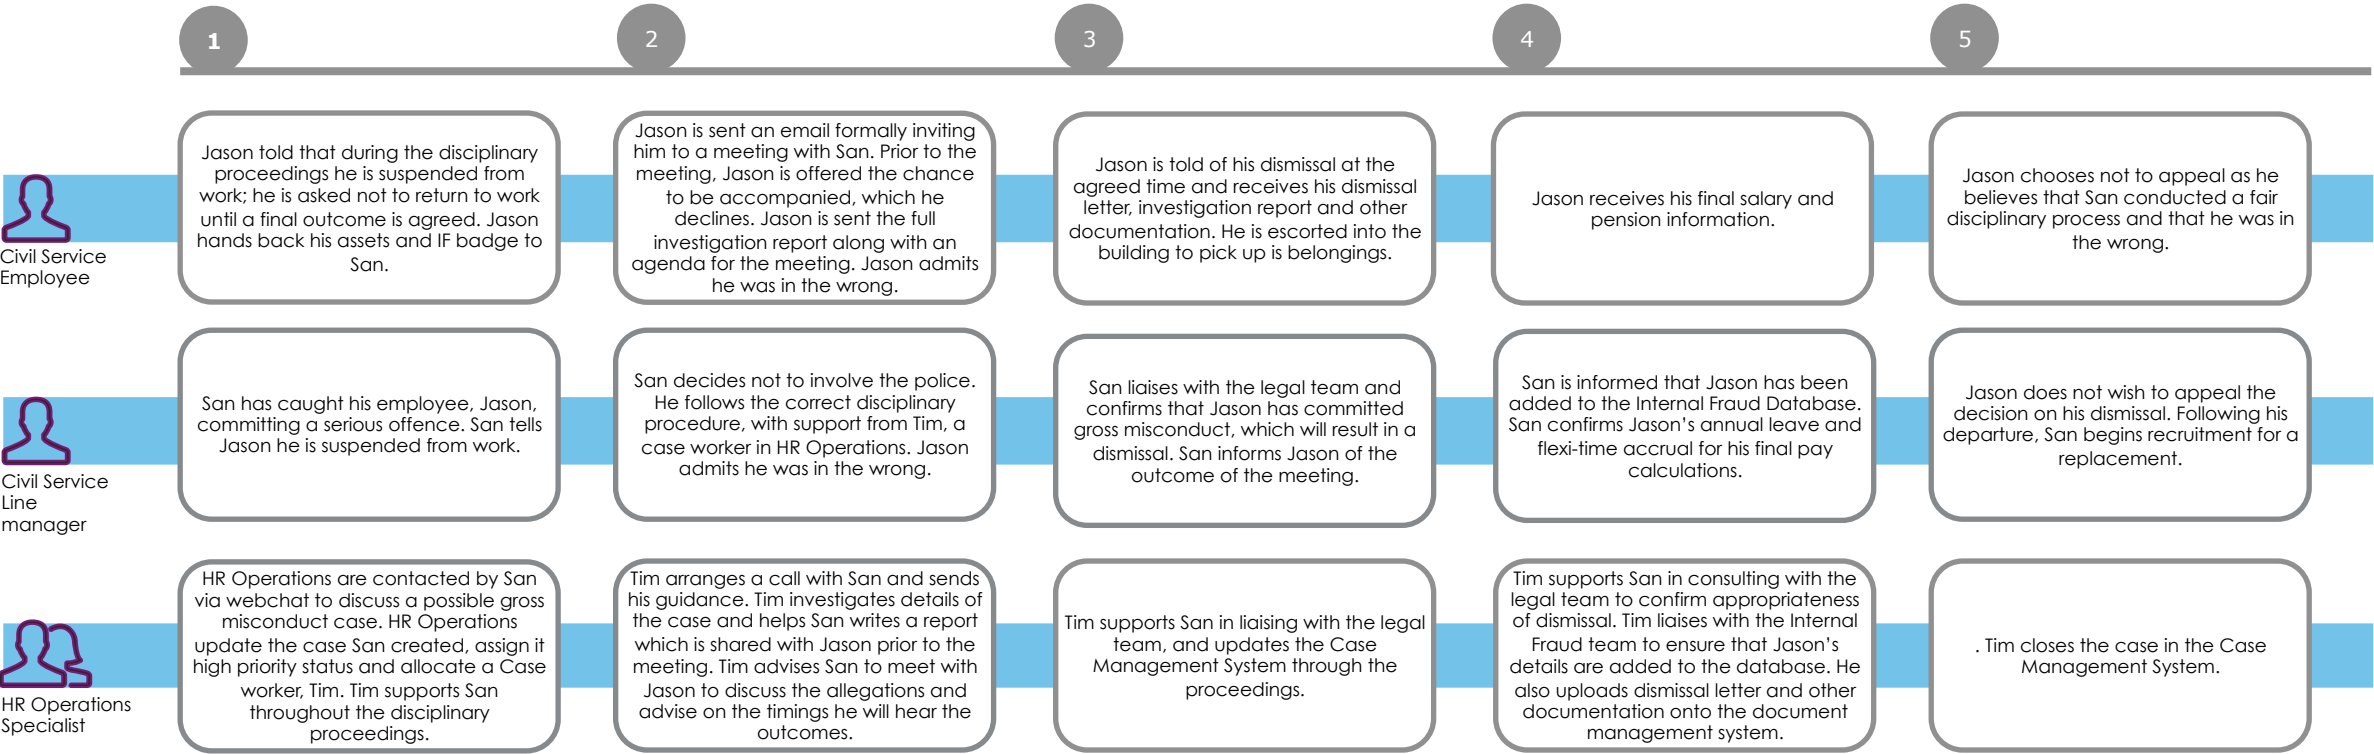 1
2
3
4
5
Civil Service
Employee
Jason told that during the disciplinary
proceedings he is suspended from
work; he is asked not to return to work
until a final outcome is agreed. Jason
hands back his assets and IF badge to
San.
Jason is sent an email formally inviting
him to a meeting with San. Prior to the
meeting, Jason is offered the chance
to be accompanied, which he
declines. Jason is sent the full
investigation report along with an
agenda for the meeting. Jason admits
he was in the wrong.
Jason is told of his dismissal at the
agreed time and receives his dismissal
letter, investigation report and other
documentation. He is escorted into the
building to pick up is belongings.
Jason receives his final salary and
pension information.
Jason chooses not to appeal as he
believes that San conducted a fair
disciplinary process and that he was in
the wrong.
Civil Service
Line
manager
San has caught his employee, Jason,
committing a serious offence. San tells
Jason he is suspended from work.
San decides not to involve the police.
He follows the correct disciplinary
procedure, with support from Tim, a
case worker in HR Operations. Jason
admits he was in the wrong.
San liaises with the legal team and
confirms that Jason has committed
gross misconduct, which will result in a
dismissal. San informs Jason of the
outcome of the meeting.
San is informed that Jason has been
added to the Internal Fraud Database.
San confirms Jason’s annual leave and
flexi-time accrual for his final pay
calculations.
Jason does not wish to appeal the
decision on his dismissal. Following his
departure, San begins recruitment for a
replacement.
HR Operations
Specialist
HR Operations are contacted by San
via webchat to discuss a possible gross
misconduct case. HR Operations
update the case San created, assign it
high priority status and allocate a Case
worker, Tim. Tim supports San
throughout the disciplinary
proceedings.
Tim arranges a call with San and sends
his guidance. Tim investigates details of
the case and helps San writes a report
which is shared with Jason prior to the
meeting. Tim advises San to meet with
Jason to discuss the allegations and
advise on the timings he will hear the
outcomes.
Tim supports San in liaising with the legal
team, and updates the Case
Management System through the
proceedings.
Tim supports San in consulting with the
legal team to confirm appropriateness
of dismissal. Tim liaises with the Internal
Fraud team to ensure that Jason’s
details are added to the database. He
also uploads dismissal letter and other
documentation onto the document
management system.
. Tim closes the case in the Case
Management System.